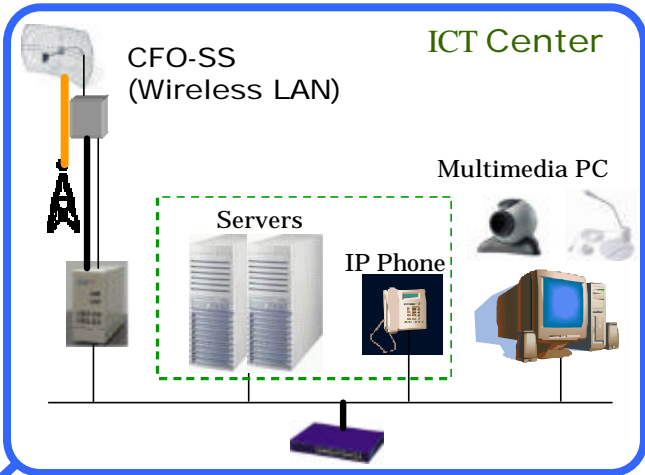 ICT Center
CFO-SS
(Wireless LAN)
Multimedia PC
Servers
IP Phone